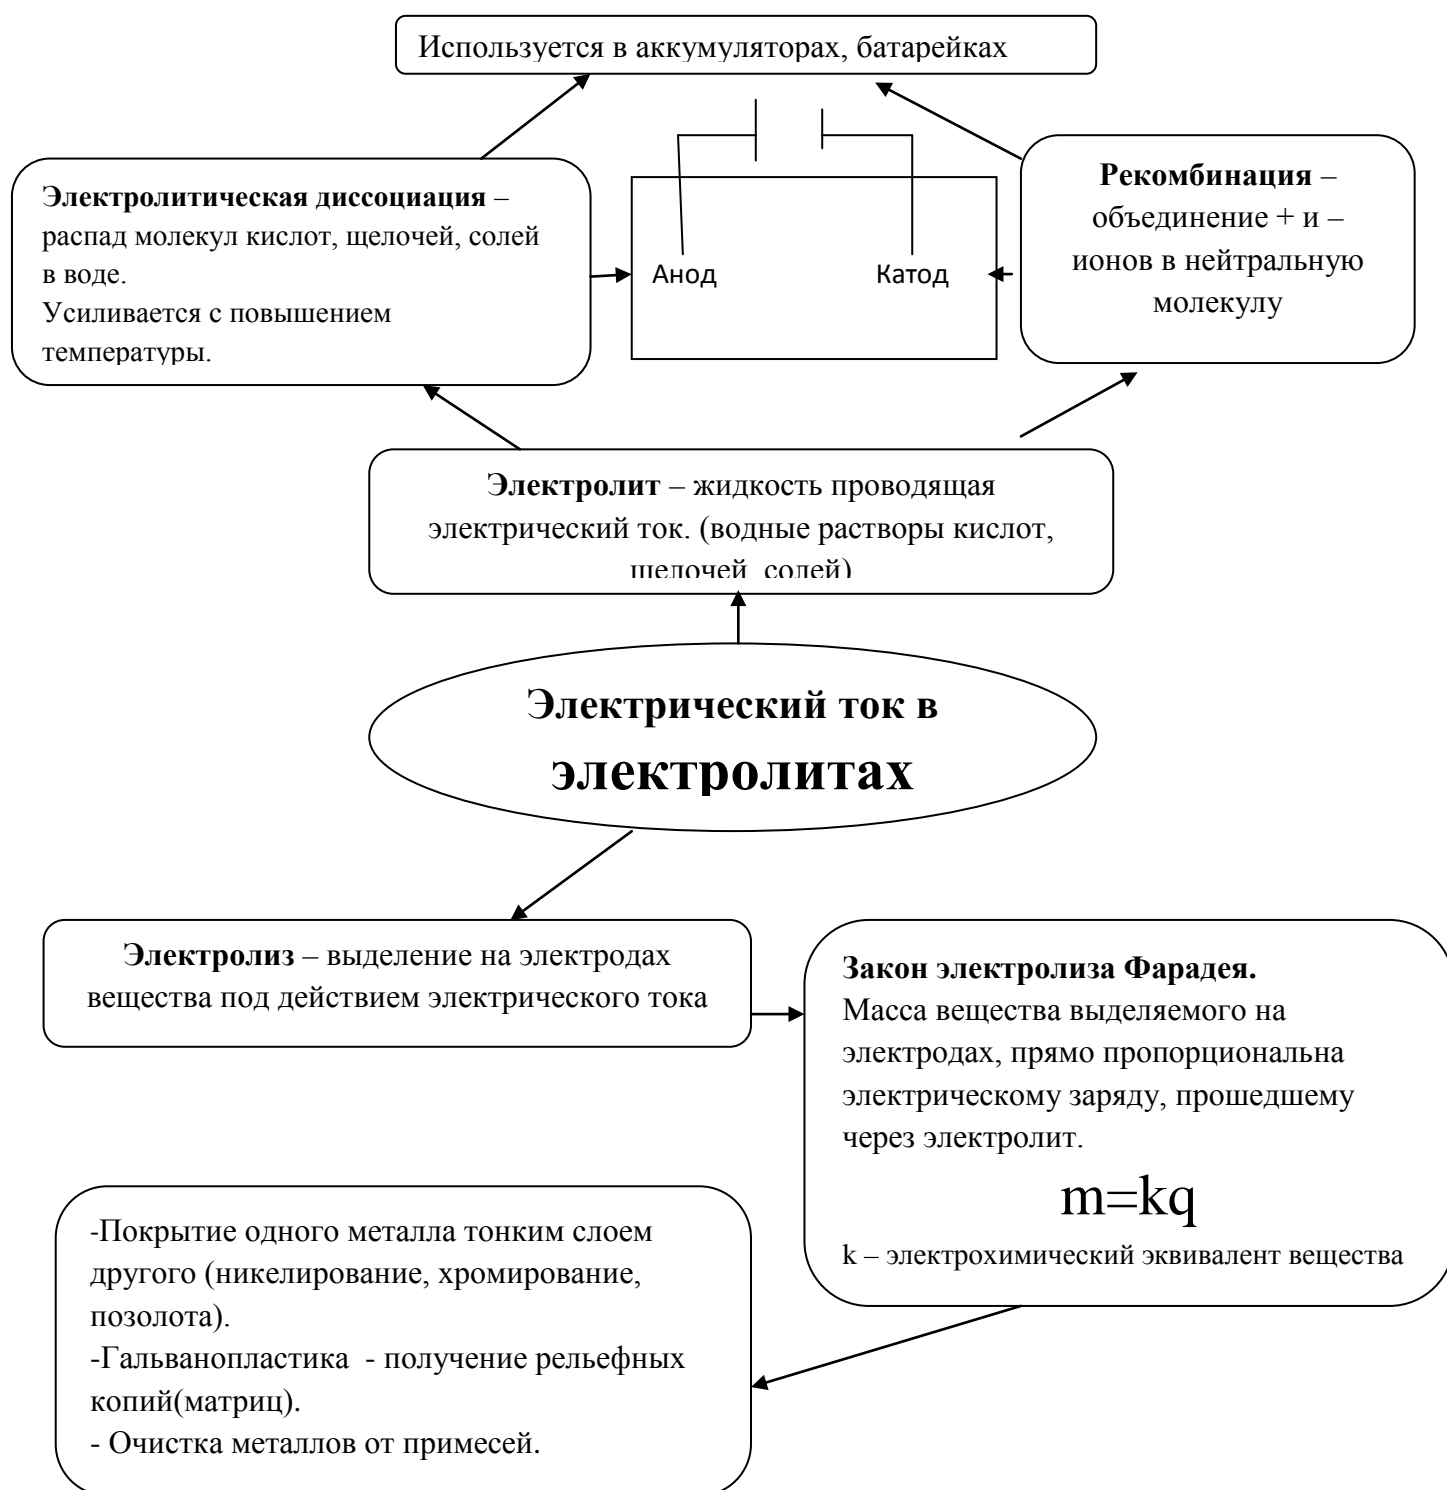 Используется в аккумуляторах, батарейках
Электролитическая диссоциация –
распад молекул кислот, щелочей, солей
в воде.
Усиливается с повышением
температуры.
Анод
Катод
Рекомбинация –
объединение + и –
ионов в нейтральную
молекулу
Электролит – жидкость проводящая
электрический ток. (водные растворы кислот,
щелочей, солей)
Электрический ток в
электролитах
Электролиз – выделение на электродах
вещества под действием электрического тока
Закон электролиза Фарадея.
Масса вещества выделяемого на
электродах, прямо пропорциональна
электрическому заряду, прошедшему
через электролит.
m=kq
k – электрохимический эквивалент вещества
-Покрытие одного металла тонким слоем
другого (никелирование, хромирование,
позолота).
-Гальванопластика - получение рельефных
копий(матриц).
- Очистка металлов от примесей.